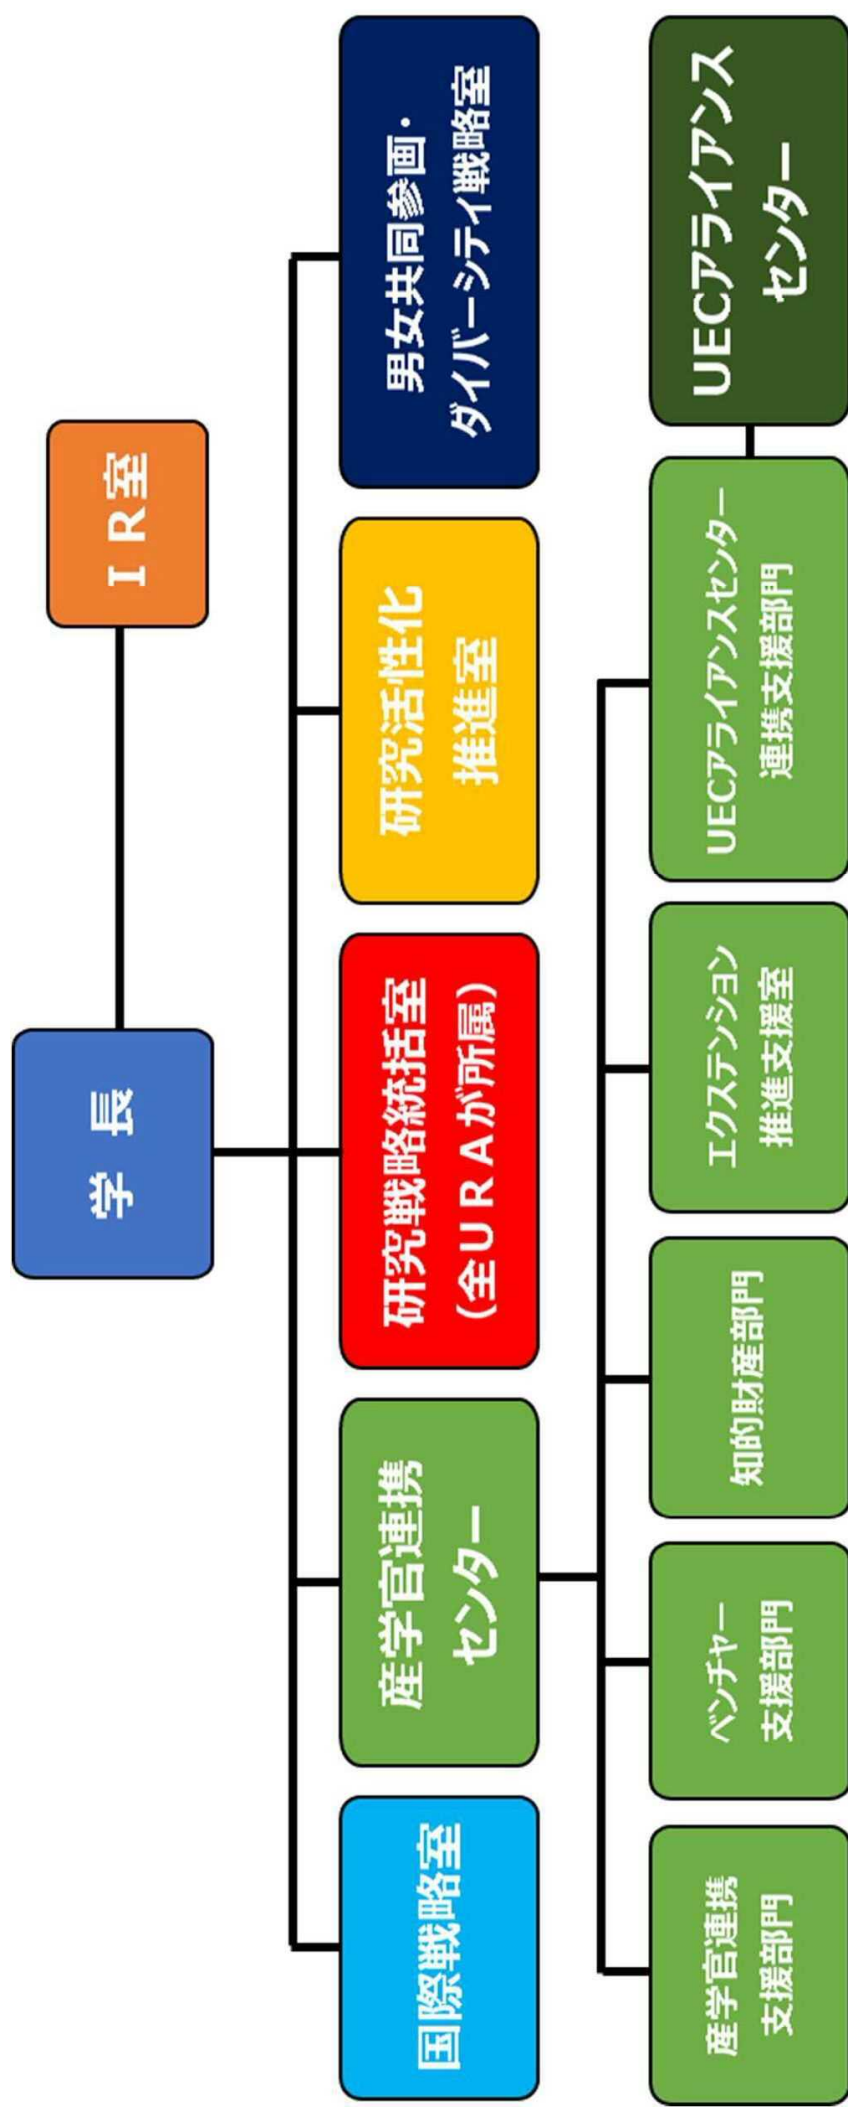 学 長
ＩＲ室
国際戦略室
産学官連携
センター
研究戦略統括室
(全ＵＲＡが所属)
研究活性化
推進室
男女共同参画・
ダイバーシティ戦略室
産学官連携
支援部門
ベンチャー
支援部門
知的財産部門
エクステンション
推進支援室
UECアライアンスセンター
連携支援部門
UECアライアンス
センター